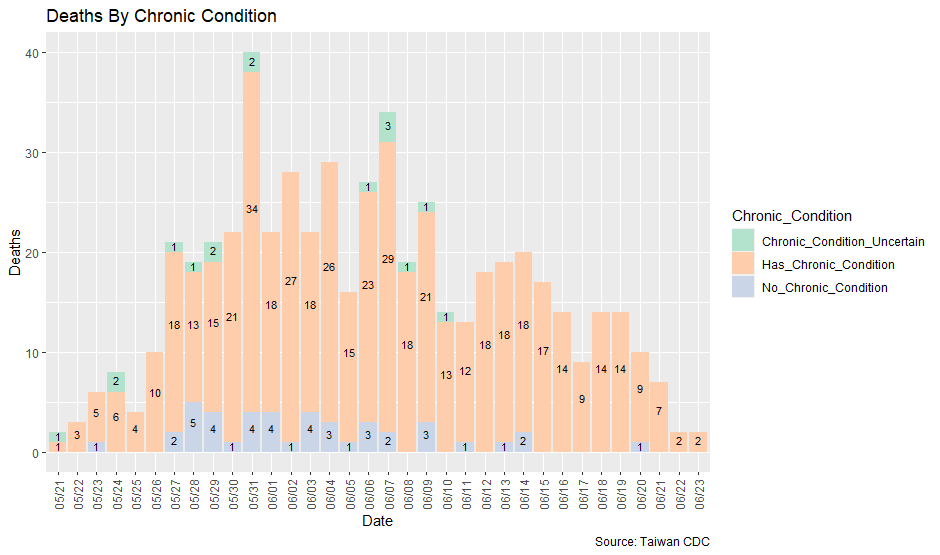 Deaths By Chronic Condition
40
30
20
10
0
Deaths
1 1
3
5 1
2 6
4
10
1 18 2
1 13 5
2 15 4
21 1
2 34 4
18 4
27 1
18 4
26 3
15 1
1 23 3
3 29 2
1 18
1 21 3
1 13
12 1
18
18 1
18 2
17
14
9
14
14
9 1
7
2
2
05/21 05/22 05/23 05/24 05/25 05/26 05/27 05/28 05/29 05/30 05/31 06/01 06/02 06/03 06/04 06/05 06/06 06/07 06/08 06/09 06/10 06/11 06/12 06/13 06/14 06/15 06/16 06/17 06/18 06/19 06/20 06/21 06/22 06/23
Date
Chronic_Condition
Chronic_Condition_Uncertain
Has_Chronic_Condition
No_Chronic_Condition
Source: Taiwan CDC